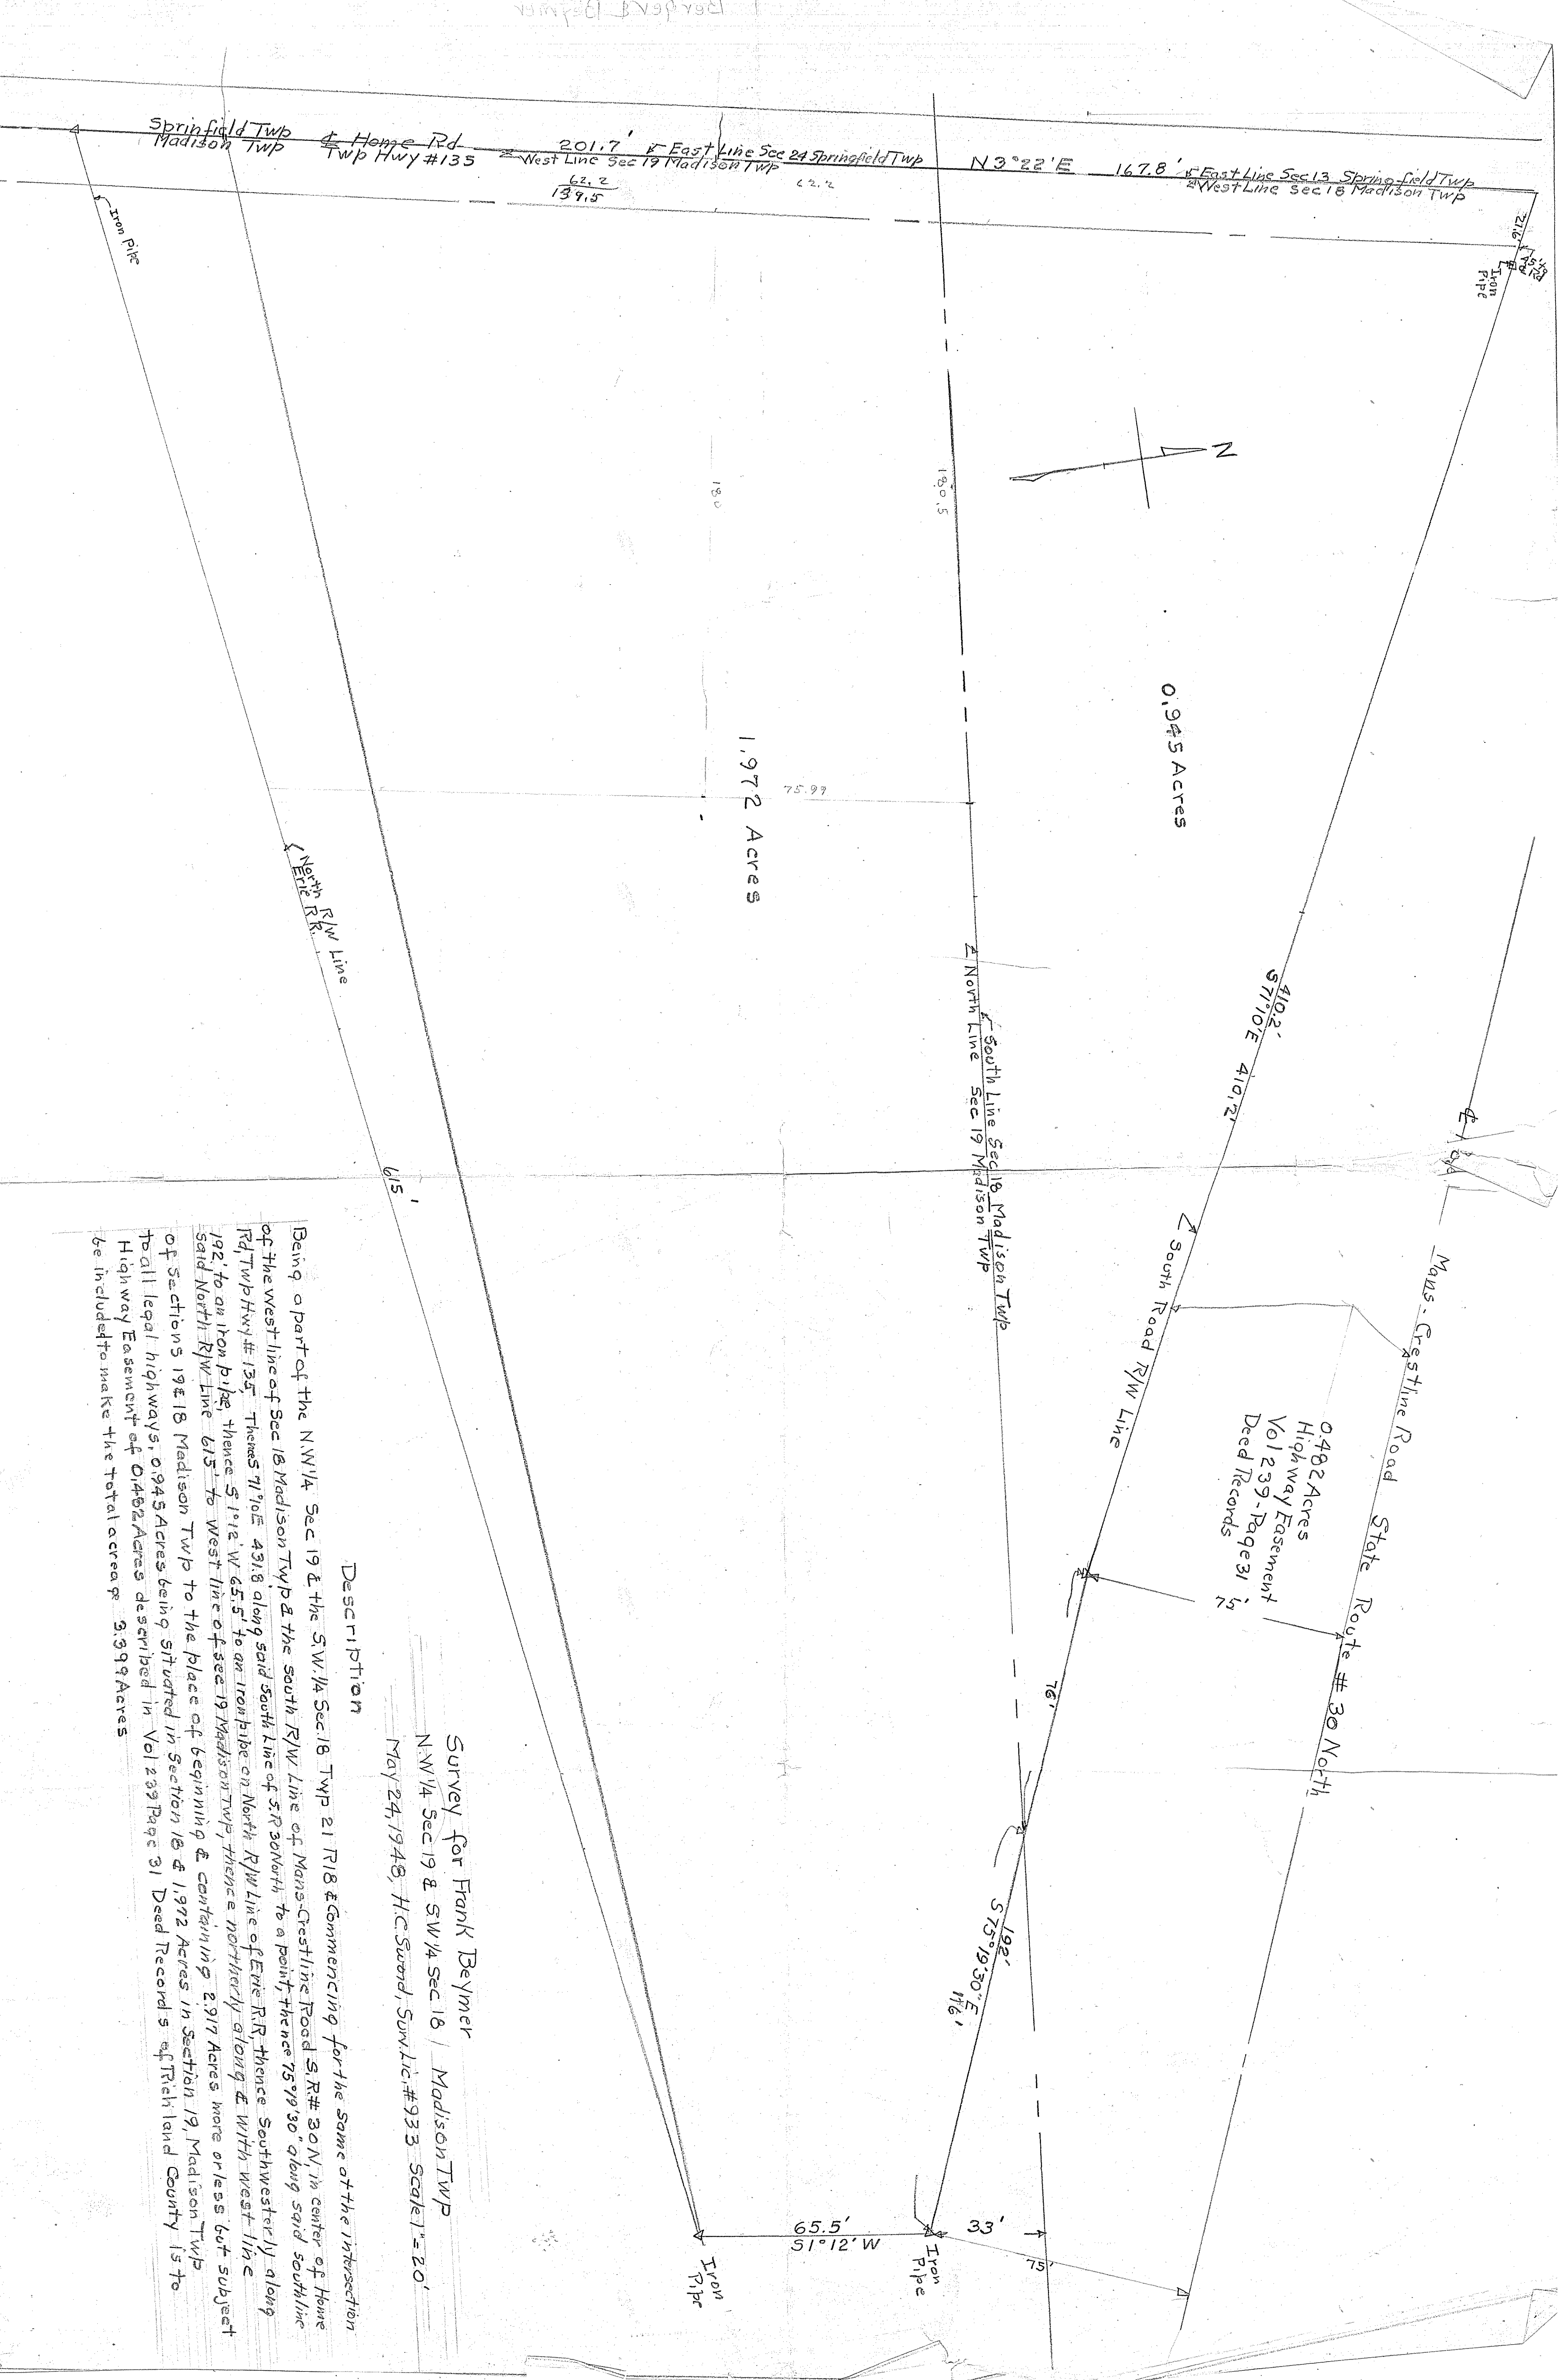 Sprinfield Twp
Madison Twp
℄ Home Rd
Twp Hwy #135
201.7'
East Line Sec 24 Springfield Twp
West Line Sec 19 Madison Twp
62.2
139.5
62.2
N 3°22' E
167.8'
East Line Sec 13 Springfield Twp
West Line Sec 18 Madison Twp
21.6'
Iron Pipe
Iron
Pipe
N
180
180.5
0.945 Acres
1.972 Acres
75.99
North R/W Line
Erie R.R.
North Line Sec 19 Madison Twp
South Line Sec 18 Madison Twp
410.2'
S 71°10' E 410.2'
℄
615'
South Road R/W Line
Mans-Crestline Road State Route #30 North
0.482 Acres
Highway Easement
Vol 239-Page 31
Deed Records
75'
76'
192'
S 75°19'30" E
116'
65.5'
S 1°12' W
33'
75'
Iron
Pipe
Iron
Pipe
Survey for Frank Beymer
N.W 1/4 Sec 19 & SW 1/4 Sec 18 Madison TWP
May 24, 1948, H.C. Sword, Surv. Lic. #933 Scale 1" = 20'
Description
Being a part of the N.W. 1/4 Sec 19 & the S.W. 1/4 Sec. 18 Twp 21 R18 & Commencing for the same at the intersection
of the West line of Sec 18 Madison Twp & the South R/W Line of Mans-Crestline Road S.R.# 30N, in center of Home
Rd, Twp Hwy # 135, Thence S 71°10' E 431.8' along said South Line of S.R 30 North to a point, thence 75°19'30" along said south line
192' to an iron pipe, thence S 1°12' W 65.5' to an iron pipe on North R/W Line of Erie R.R, thence Southwesterly along
said North R/W Line 615' to West line of sec 19 Madison Twp, thence northerly along & with west line
of Sections 19 & 18 Madison Twp to the place of beginning & containing 2.917 Acres more or less but subject
to all legal highways, 0.945 Acres being situated in Section 18 & 1.972 Acres in Section 19, Madison Twp
Highway Easement of 0.482 Acres described in Vol 239 Page 31 Deed Records of Richland County is to
be included to make the total acreage 3.399 Acres